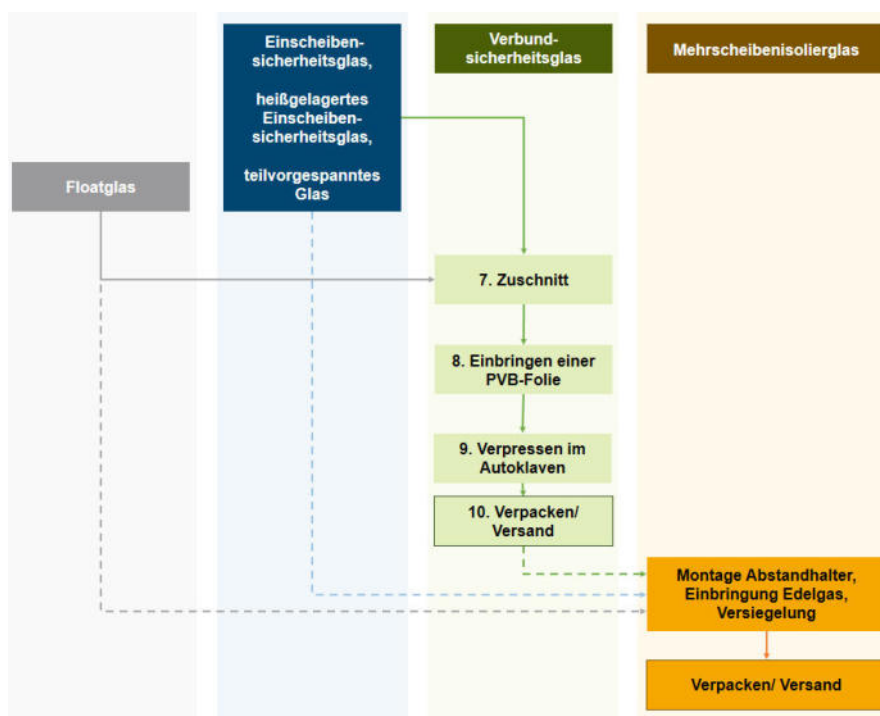 Einscheiben-
sicherheitsglas,
heißgelagertes
Einscheiben-
sicherheitsglas,
teilvorgespanntes
Glas
Verbund-
sicherheitsglas
Mehrscheibenisolierglas
Floatglas
7. Zuschnitt
8. Einbringen einer
PVB-Folie
9. Verpressen im
Autoklaven
10. Verpacken/
Versand
Montage Abstandhalter,
Einbringung Edelgas,
Versiegelung
Verpacken/ Versand